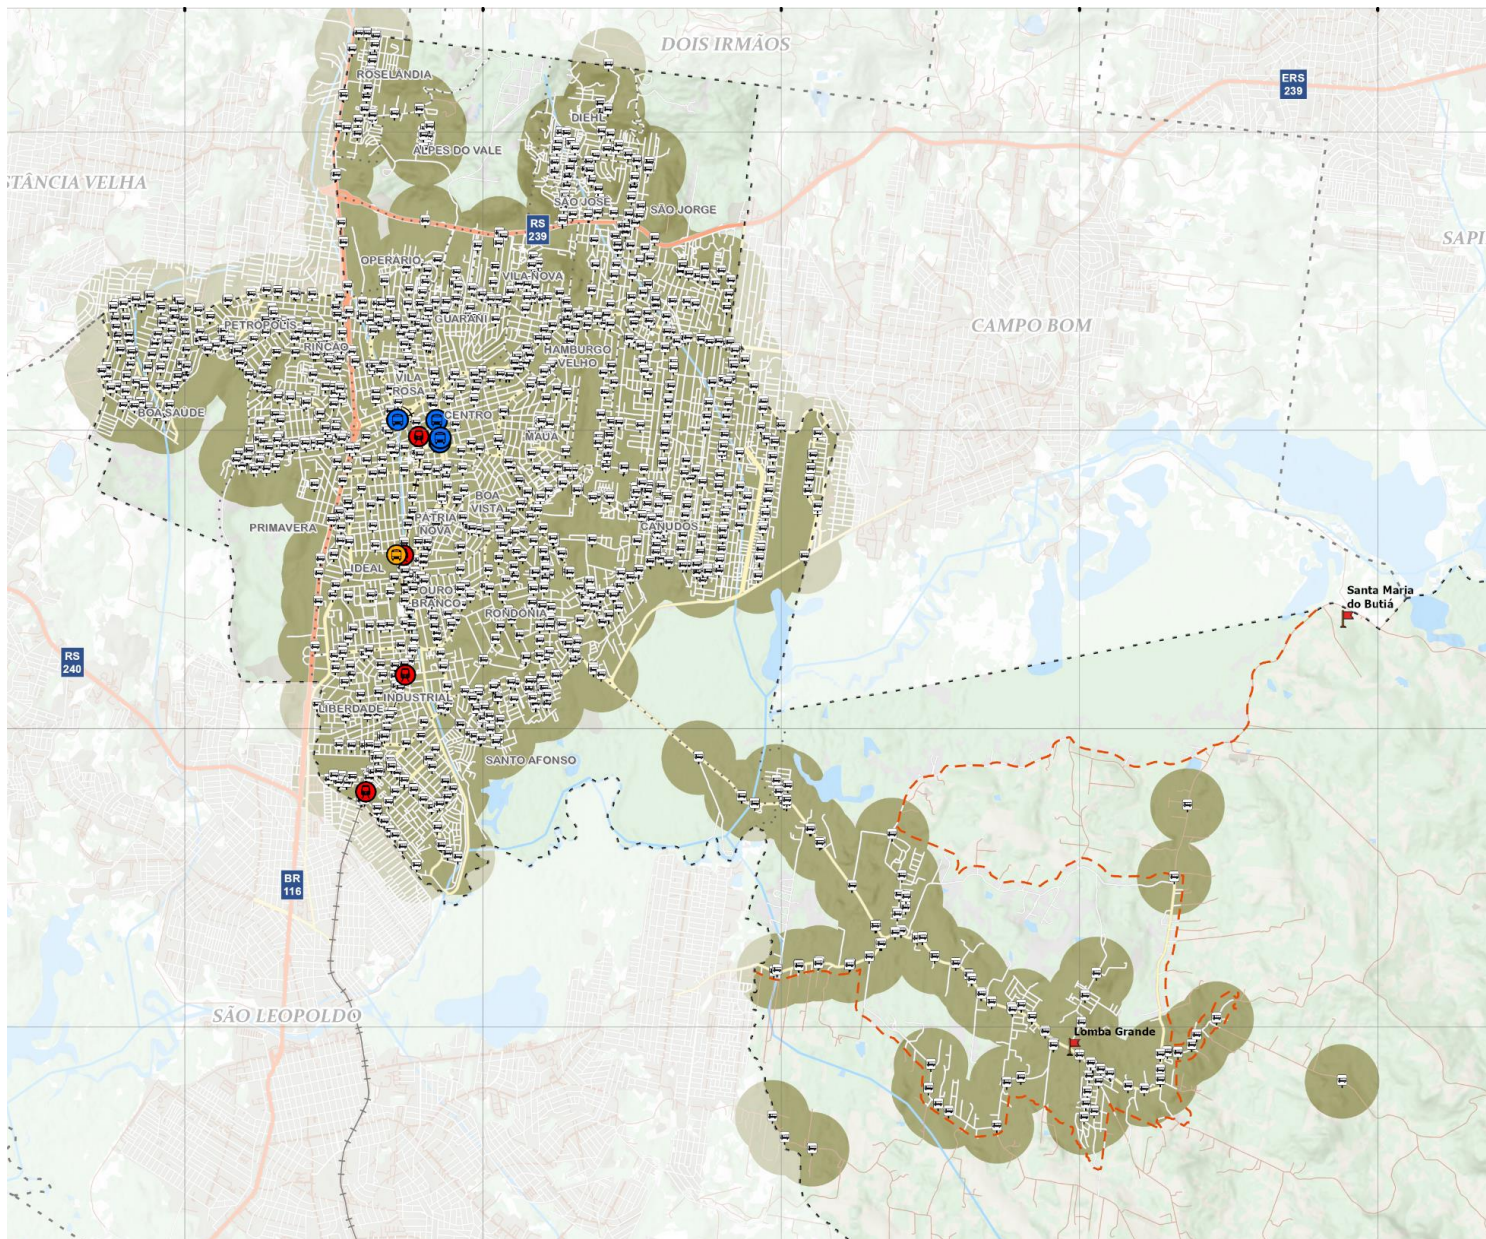 DOIS IRMÃOS
ROSELANDIA
ERS
239
DIEHL
ALPES DO VALE
STÂNCIA VELHA
SÃO JOSÉ
SÃO JORGE
RS
239
SAPI
OPERÁRIO
VILA NOVA
GUARANI
PETRÓPOLIS
CAMPO BOM
RINCÃO
HAMBURGO
VELHO
VILA
ROSA
BOA SAÚDE
CENTRO
MAUÁ
BOA
VISTA
PRIMAVERA
PÁTRIA
NOVA
CANUDOS
IDEAL
OURO
BRANCO
RONDÔNIA
Santa Maria
do Butiá
RS
240
INDUSTRIAL
LIBERDADE
SANTO AFONSO
BR
116
SÃO LEOPOLDO
Lomba Grande